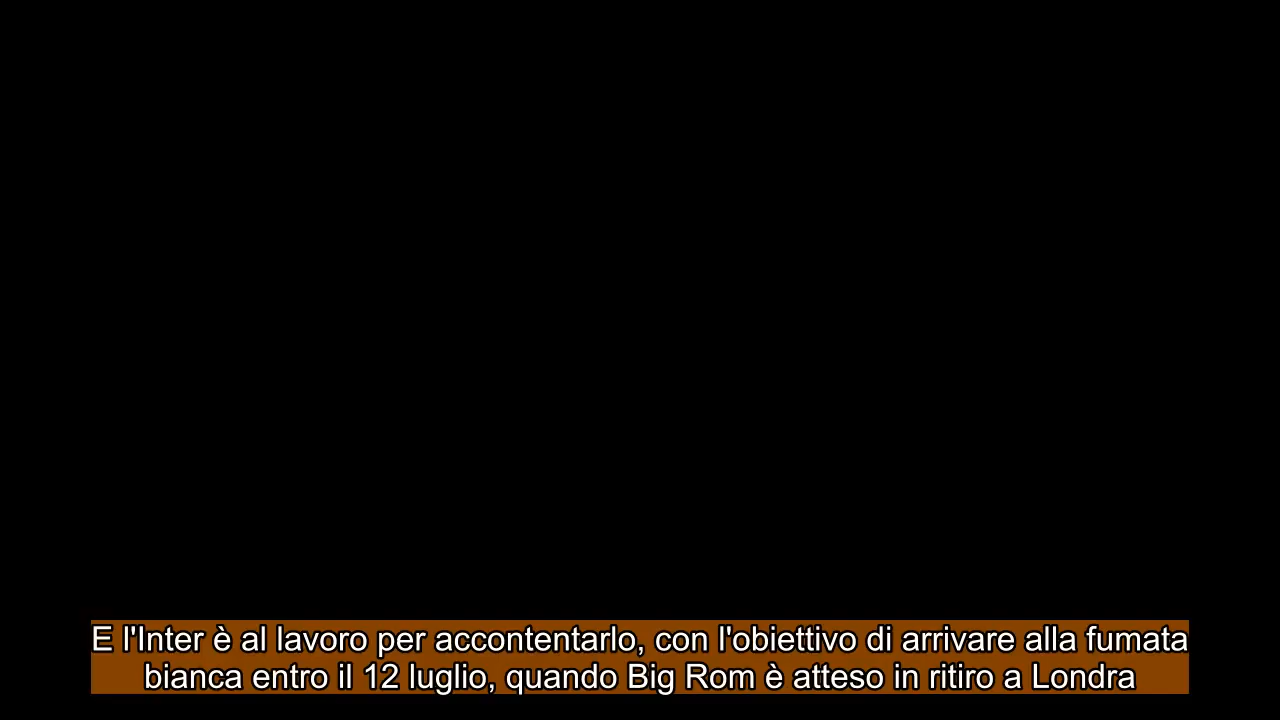 E l'Inter è al lavoro per accontentarlo, con l'obiettivo di arrivare alla fumata
bianca entro il 12 luglio, quando Big Rom è atteso in ritiro a Londra